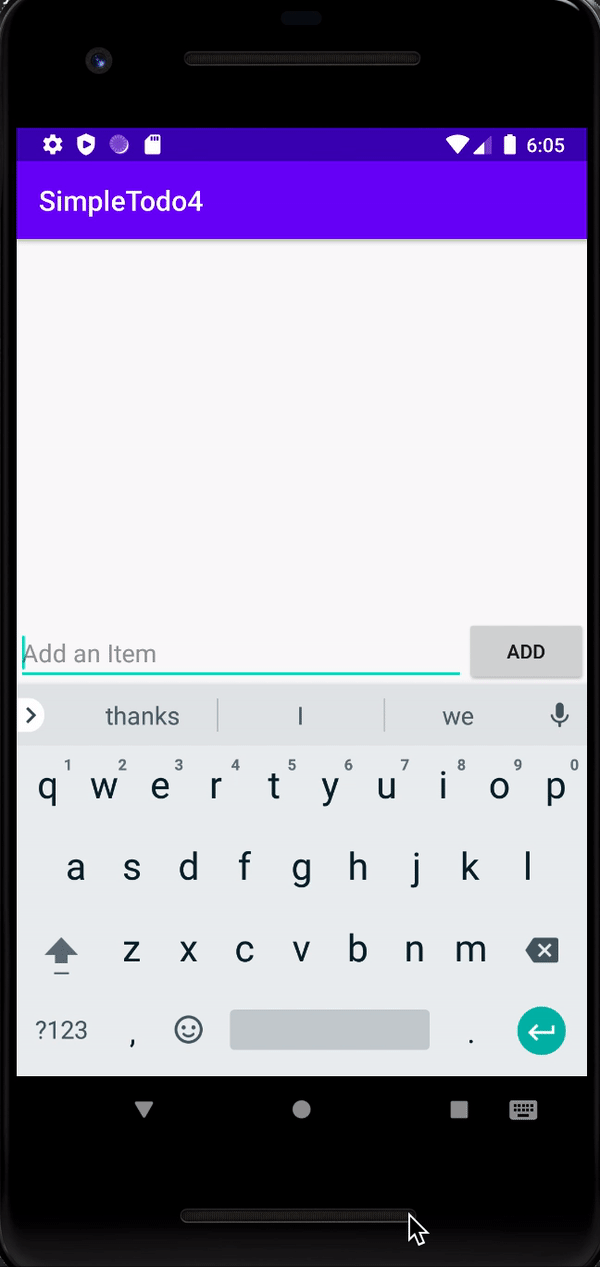 6:05
SimpleTodo4
Add an Item
ADD
thanks I we
1 2 3 4 5 6 7 8 9 0
q w e r t y u i o p
a s d f g h j k l
z x c v b n m
?123 , .